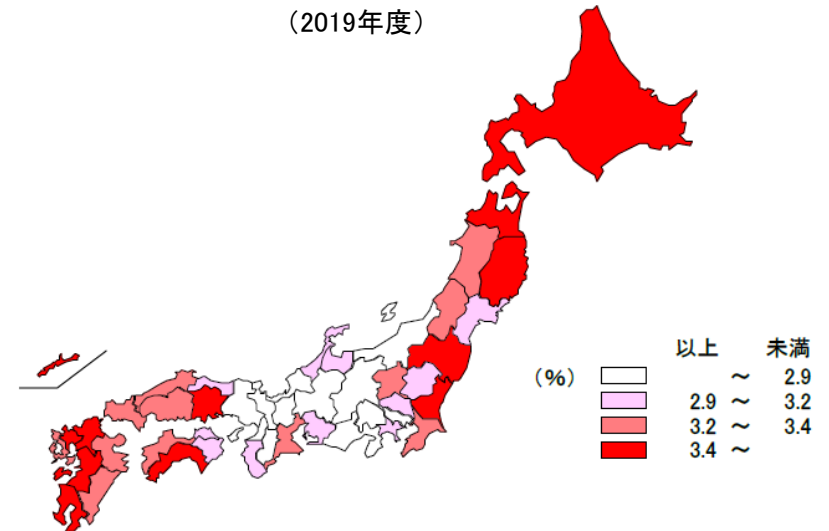 （2019年度）
以上 未満
（%） ～ 2.9
2.9 ～ 3.2
3.2 ～ 3.4
3.4 ～